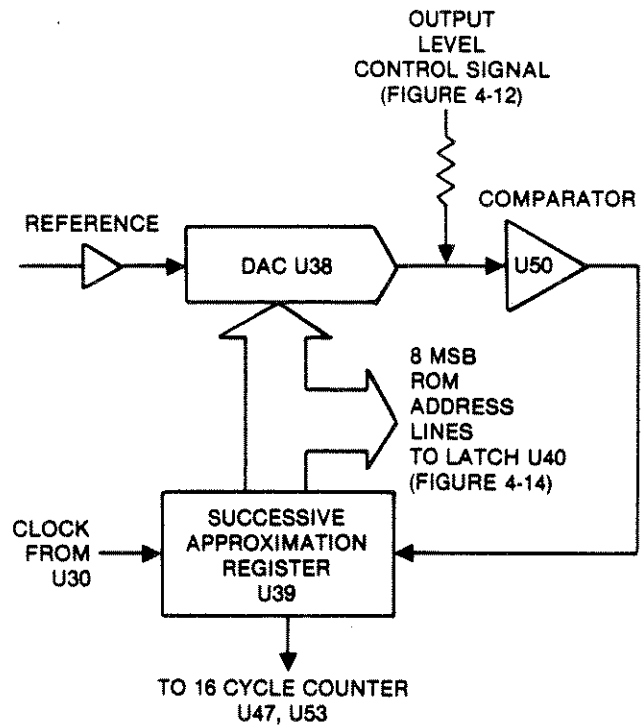 OUTPUT
LEVEL
CONTROL SIGNAL
(FIGURE 4-12)
REFERENCE
COMPARATOR
DAC U38
U50
8 MSB
ROM
ADDRESS
LINES
TO LATCH U40
(FIGURE 4-14)
CLOCK
FROM
U30
SUCCESSIVE
APPROXIMATION
REGISTER
U39
TO 16 CYCLE COUNTER
U47, U53